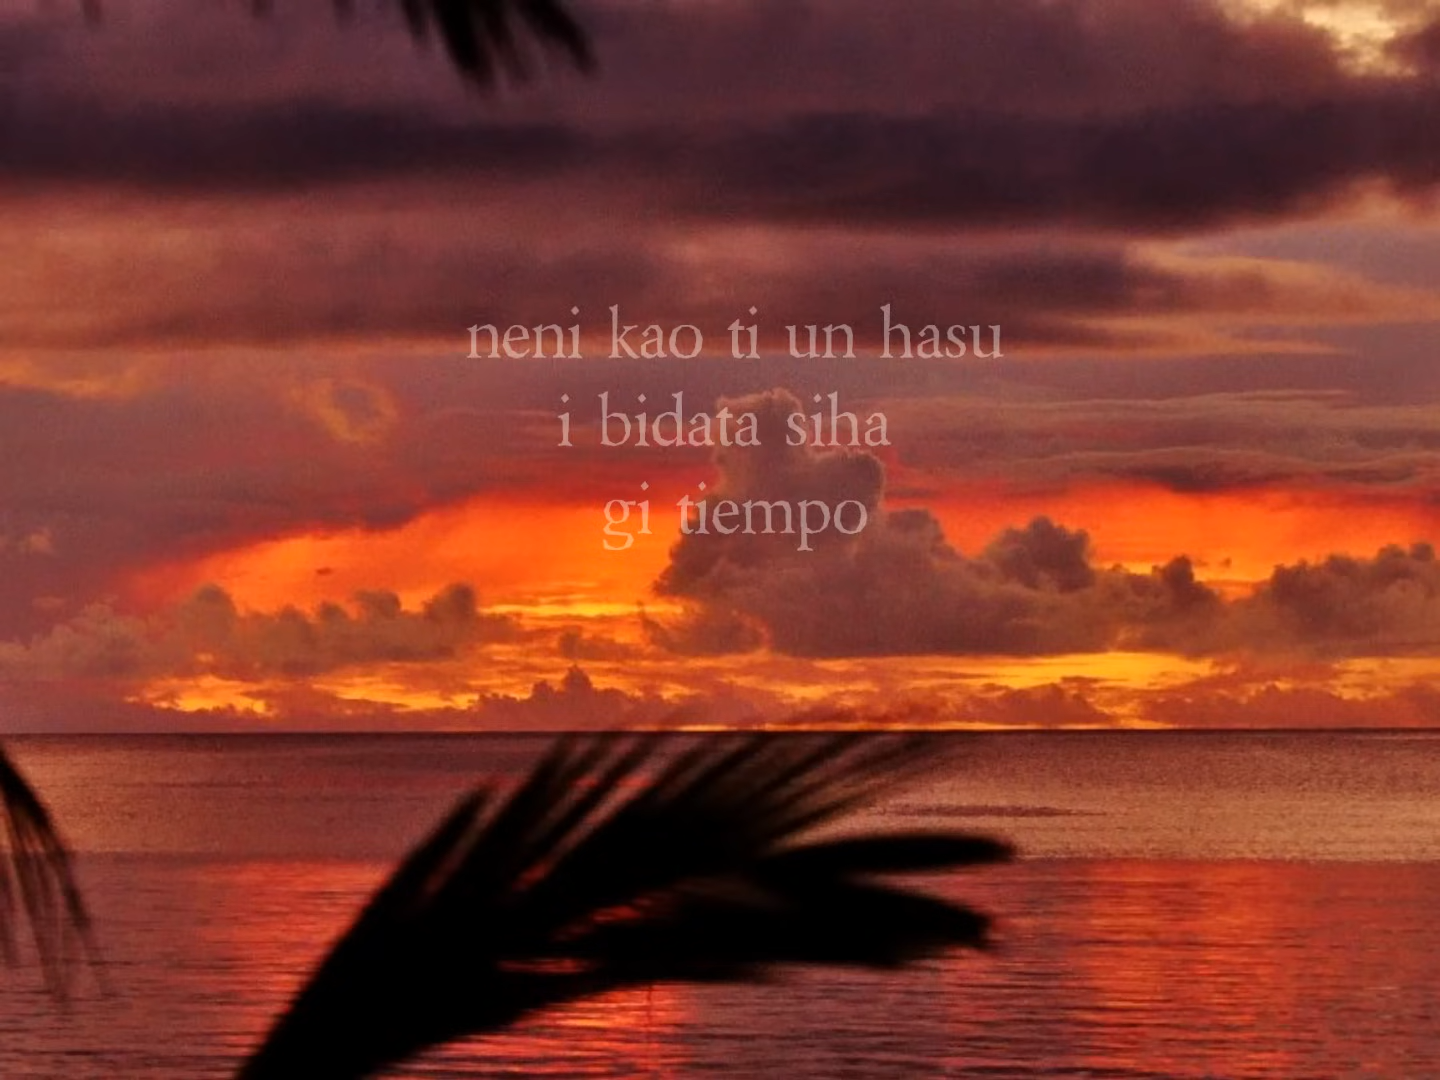 neni kao ti un hasu
i bidata siha
gi tiempo